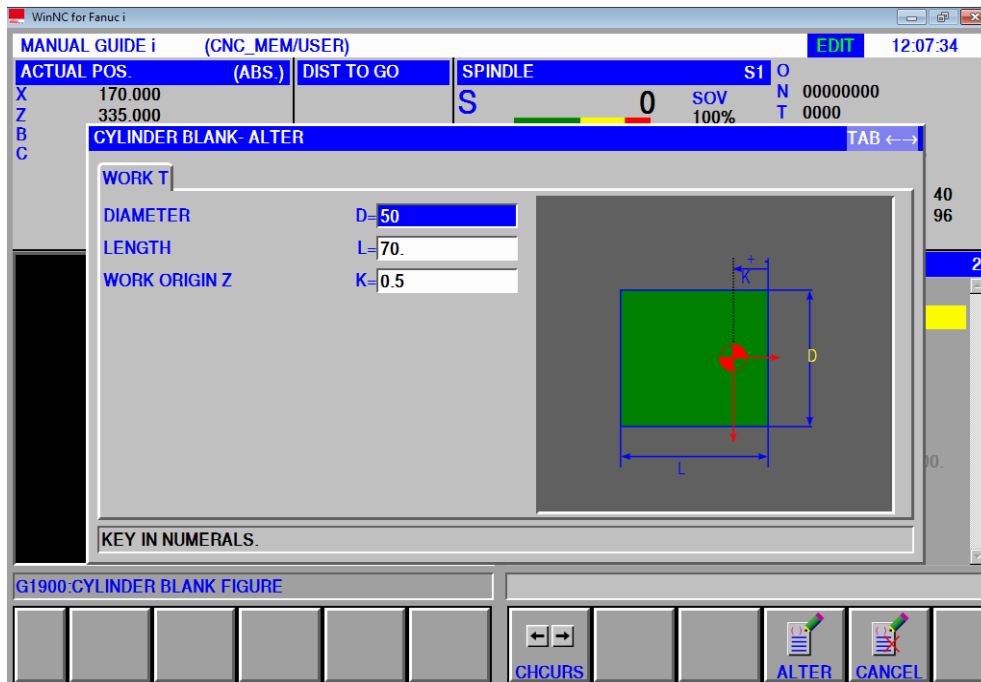 WinNC for Fanuc i
MANUAL GUIDE i (CNC_MEM/USER) EDIT 12:07:34
ACTUAL POS. (ABS.) DIST TO GO SPINDLE S1 O
X 170.000 S 0 SOV N 00000000
Z 335.000 100% T 0000
B
C
CYLINDER BLANK- ALTER TAB ←→
WORK T
40
96
DIAMETER D= 50
LENGTH L= 70.
WORK ORIGIN Z K= 0.5
2
+
K
D
L
00.
KEY IN NUMERALS.
G1900:CYLINDER BLANK FIGURE
CHCURS ALTER CANCEL